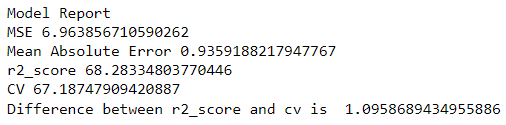 Model Report
MSE 6.963856710590262
Mean Absolute Error 0.9359188217947767
r2_score 68.28334803770446
CV 67.18747909420887
Difference between r2_score and cv is  1.0958689434955886